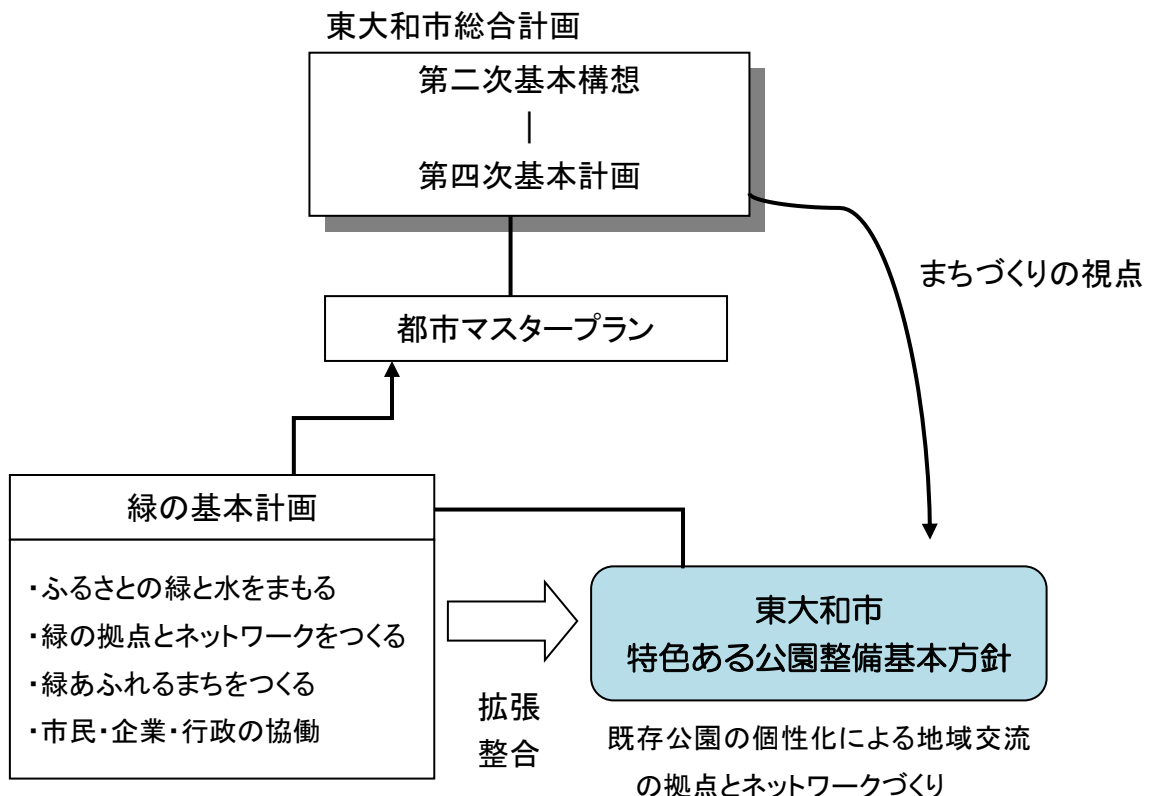 東大和市総合計画
第二次基本構想
|
第四次基本計画
まちづくりの視点
都市マスタープラン
緑の基本計画
・ふるさとの緑と水をまもる
・緑の拠点とネットワークをつくる
・緑あふれるまちをつくる
・市民・企業・行政の協働
拡張
整合
東大和市
特色ある公園整備基本方針
既存公園の個性化による地域交流
の拠点とネットワークづくり